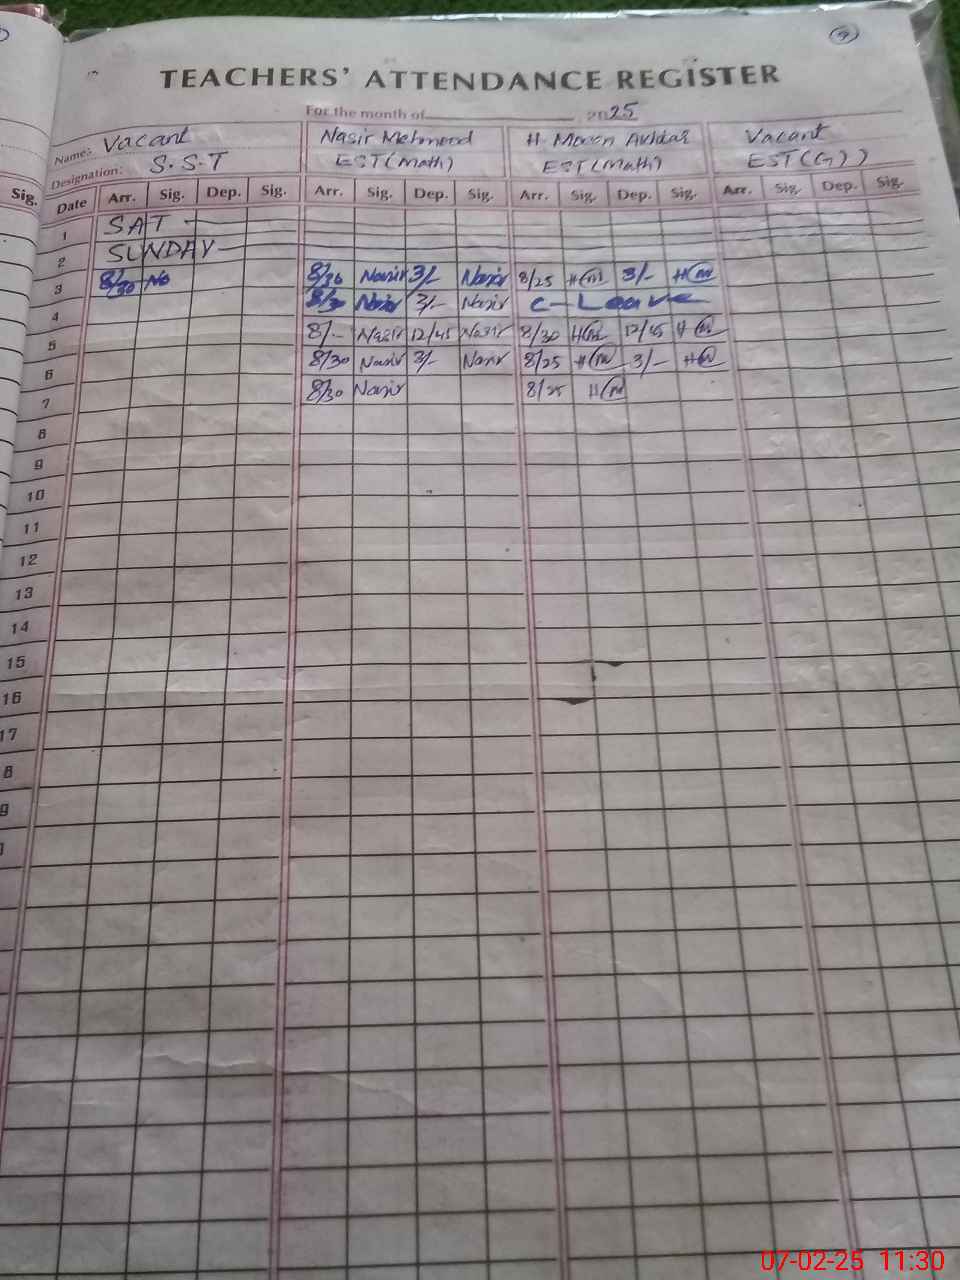 TEACHERS' ATTENDANCE REGISTER
For the month of 2025
Name: Vacant Nasir Mehmood H Akhtar Vacant
Designation: S.S.T EST(Math) EST(Math) EST(G)
Sig. Date Arr. Sig. Dep. Sig. Arr. Sig. Dep. Sig. Arr. Sig. Dep. Sig. Arr. Sig. Dep. Sig.
1 SAT
2 SUNDAY
3 8/30 No 8/30 Nasir 3/- Nasir 8/25 H(m 3/- H(m
4 8/30 Nasir 3/- Nasir C-Leave
5 8/- Nasir 12/45 Nasir 8/30 H(m 12/45 H(m
6 8/30 Nasir 3/- Nasir 8/25 H(m 3/- H(m
7 8/30 Nasir 8/25 H(m
8
9
10
11
12
13
14
15
16
17
8
9
07-02-25 11:30